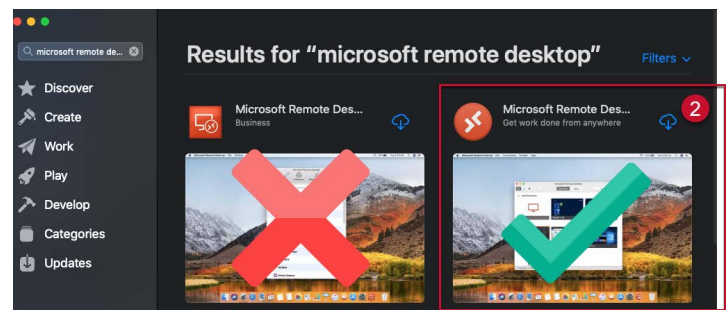 microsoft remote de...
Results for “microsoft remote desktop”
Filters
Discover
Create
Work
Play
Develop
Categories
Updates
Microsoft Remote Des...
Business
Microsoft Remote Des...
Get work done from anywhere
2